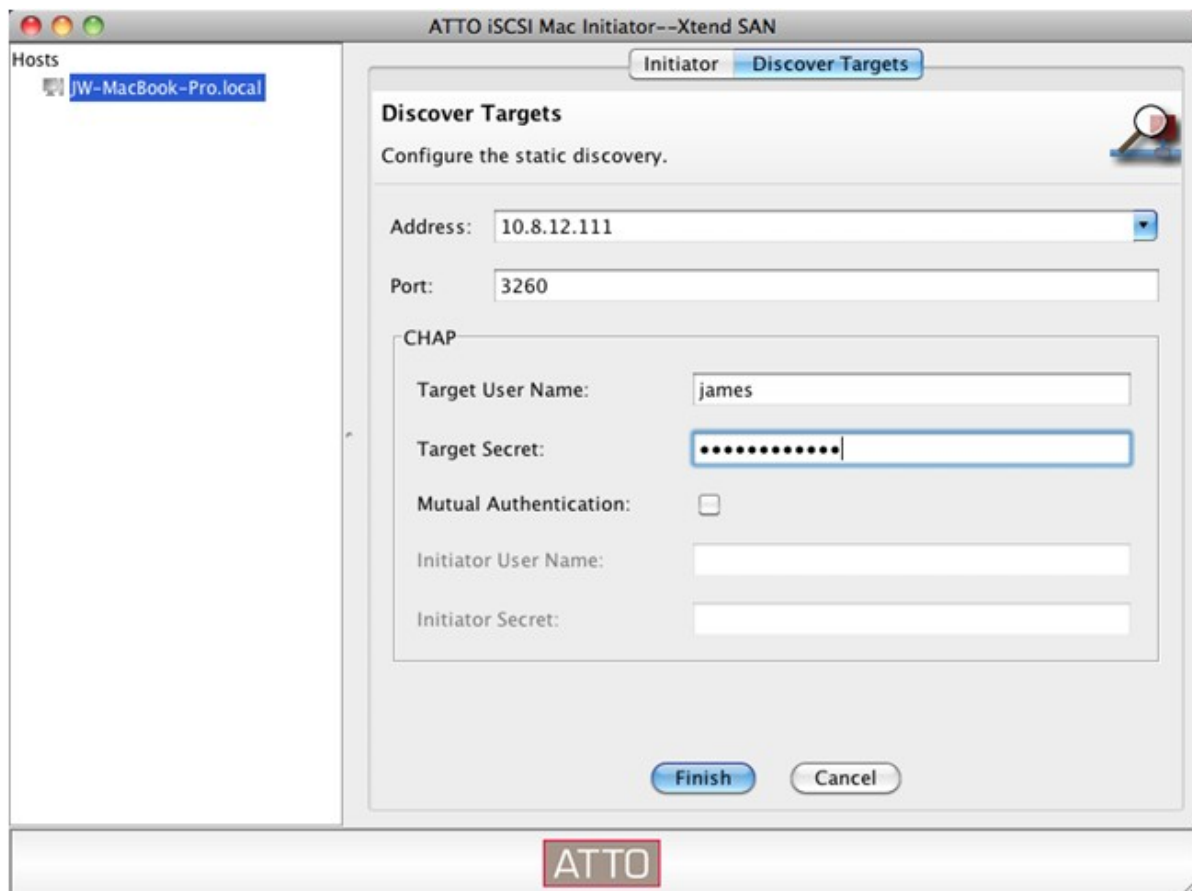 ATTO iSCSI Mac Initiator--Xtend SAN
Hosts
JW-MacBook-Pro.local
Initiator
Discover Targets
Discover Targets
Configure the static discovery.
Address: 10.8.12.111
Port: 3260
CHAP
Target User Name: james
Target Secret: ••••••••••••
Mutual Authentication:
Initiator User Name:
Initiator Secret:
Finish
Cancel
ATTO